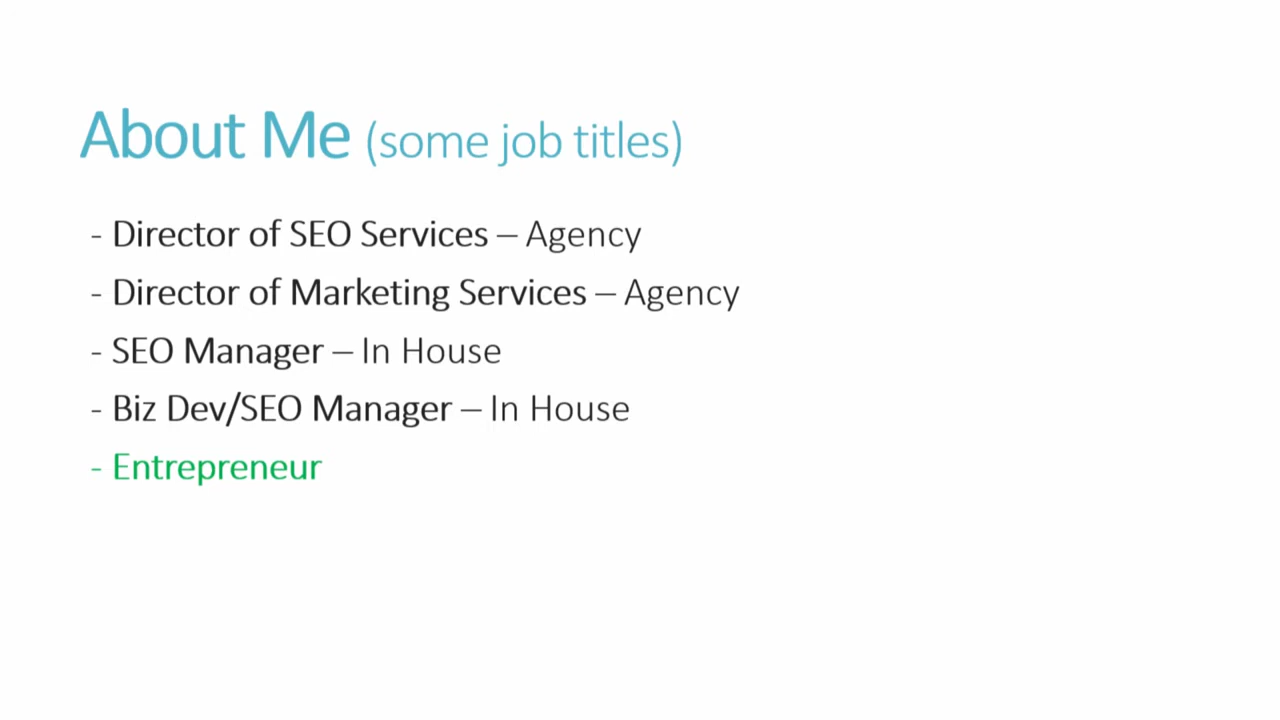 About Me (some job titles)
- Director of SEO Services – Agency
- Director of Marketing Services – Agency
- SEO Manager – In House
- Biz Dev/SEO Manager – In House
- Entrepreneur